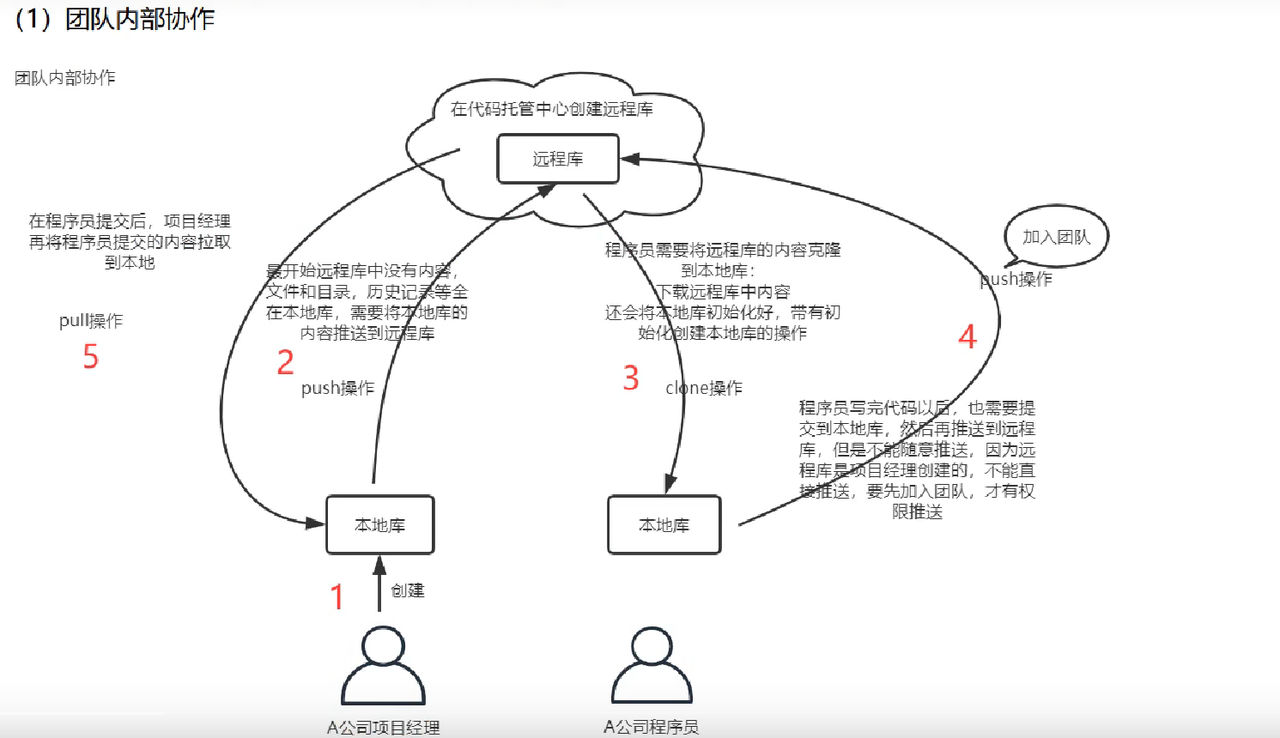 (1) 团队内部协作
团队内部协作
在代码托管中心创建远程库
远程库
在程序员提交后，项目经理
再将程序员提交的内容拉取
到本地
pull操作
5
最开始远程库中没有内容，
文件和目录，历史记录等全
在本地库，需要将本地库的
内容推送到远程库
2
push操作
程序员需要将远程库的内容克隆
到本地库：
下载远程库中内容
还会将本地库初始化好，带有初
始化创建本地库的操作
3
clone操作
加入团队
push操作
4
程序员写完代码以后，也需要提
交到本地库，然后再推送到远程
库，但是不能随意推送，因为远
程库是项目经理创建的，不能直
接推送，要先加入团队，才有权
限推送
本地库
本地库
1
创建
A公司项目经理
A公司程序员